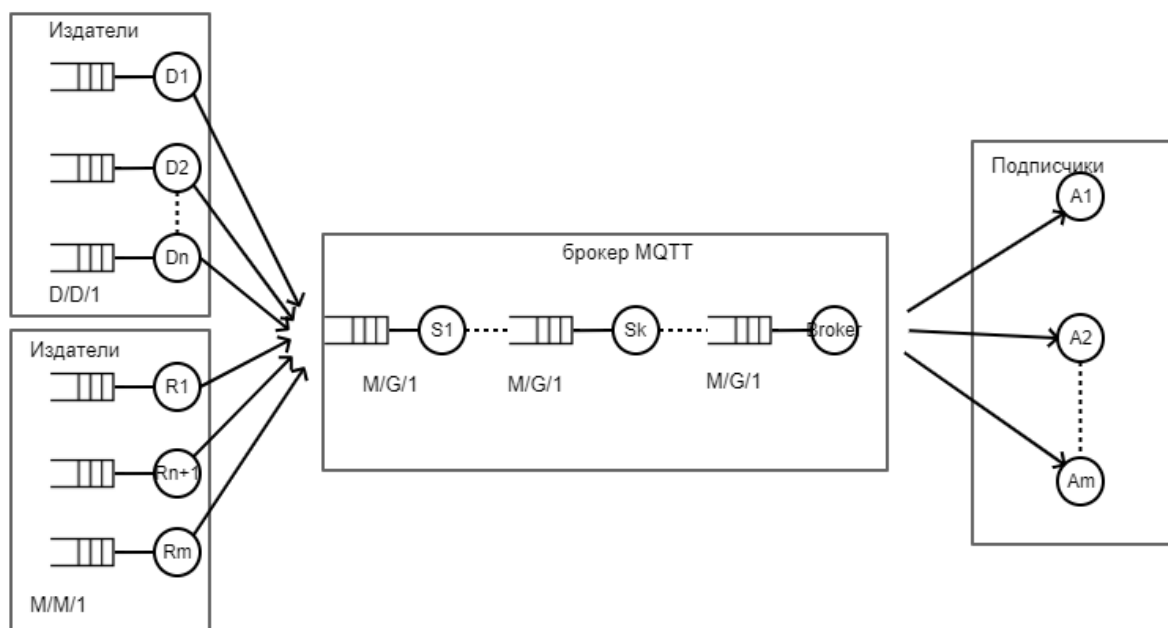 Издатели
D1
D2
Dn
D/D/1
Издатели
R1
Rn+1
Rm
M/M/1
брокер MQTT
S1
Sk
Broker
M/G/1
M/G/1
M/G/1
Подписчики
A1
A2
Am